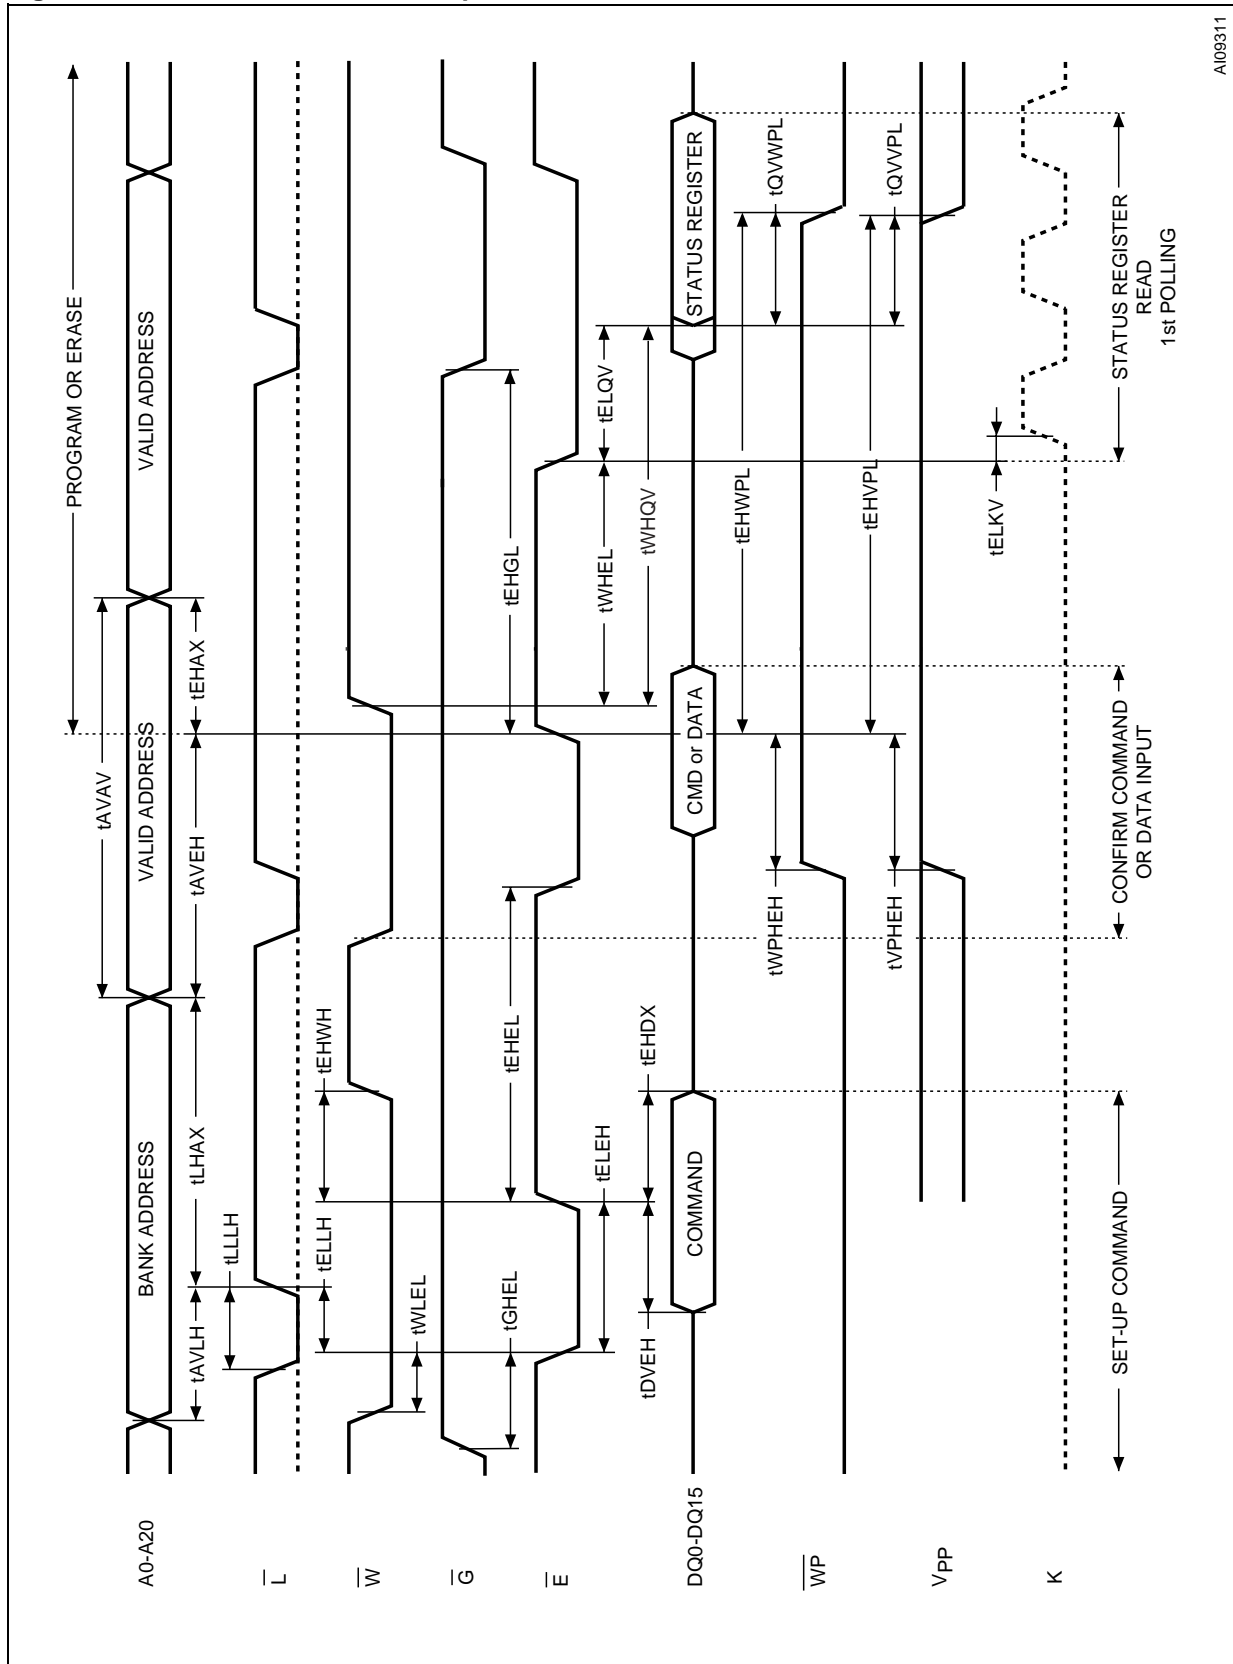 AI09311
PROGRAM OR ERASE
A0-A20
BANK ADDRESS
VALID ADDRESS
VALID ADDRESS
tAVAV
tAVLH
tLHAX
tAVEH
tEHAX
tLLLH
L
tELLH
tEHWH
W
tWLEL
G
tGHEL
tEHEL
tEHGL
E
tELEH
tWHEL
tELQV
tDVEH
tEHDX
tWHQV
DQ0-DQ15
COMMAND
CMD or DATA
STATUS REGISTER
tWPHEH
tEHWPL
tQVWPL
WP
tVPHEH
tEHVPL
tQVVPL
VPP
tELKV
K
SET-UP COMMAND
CONFIRM COMMAND
OR DATA INPUT
STATUS REGISTER
READ
1st POLLING